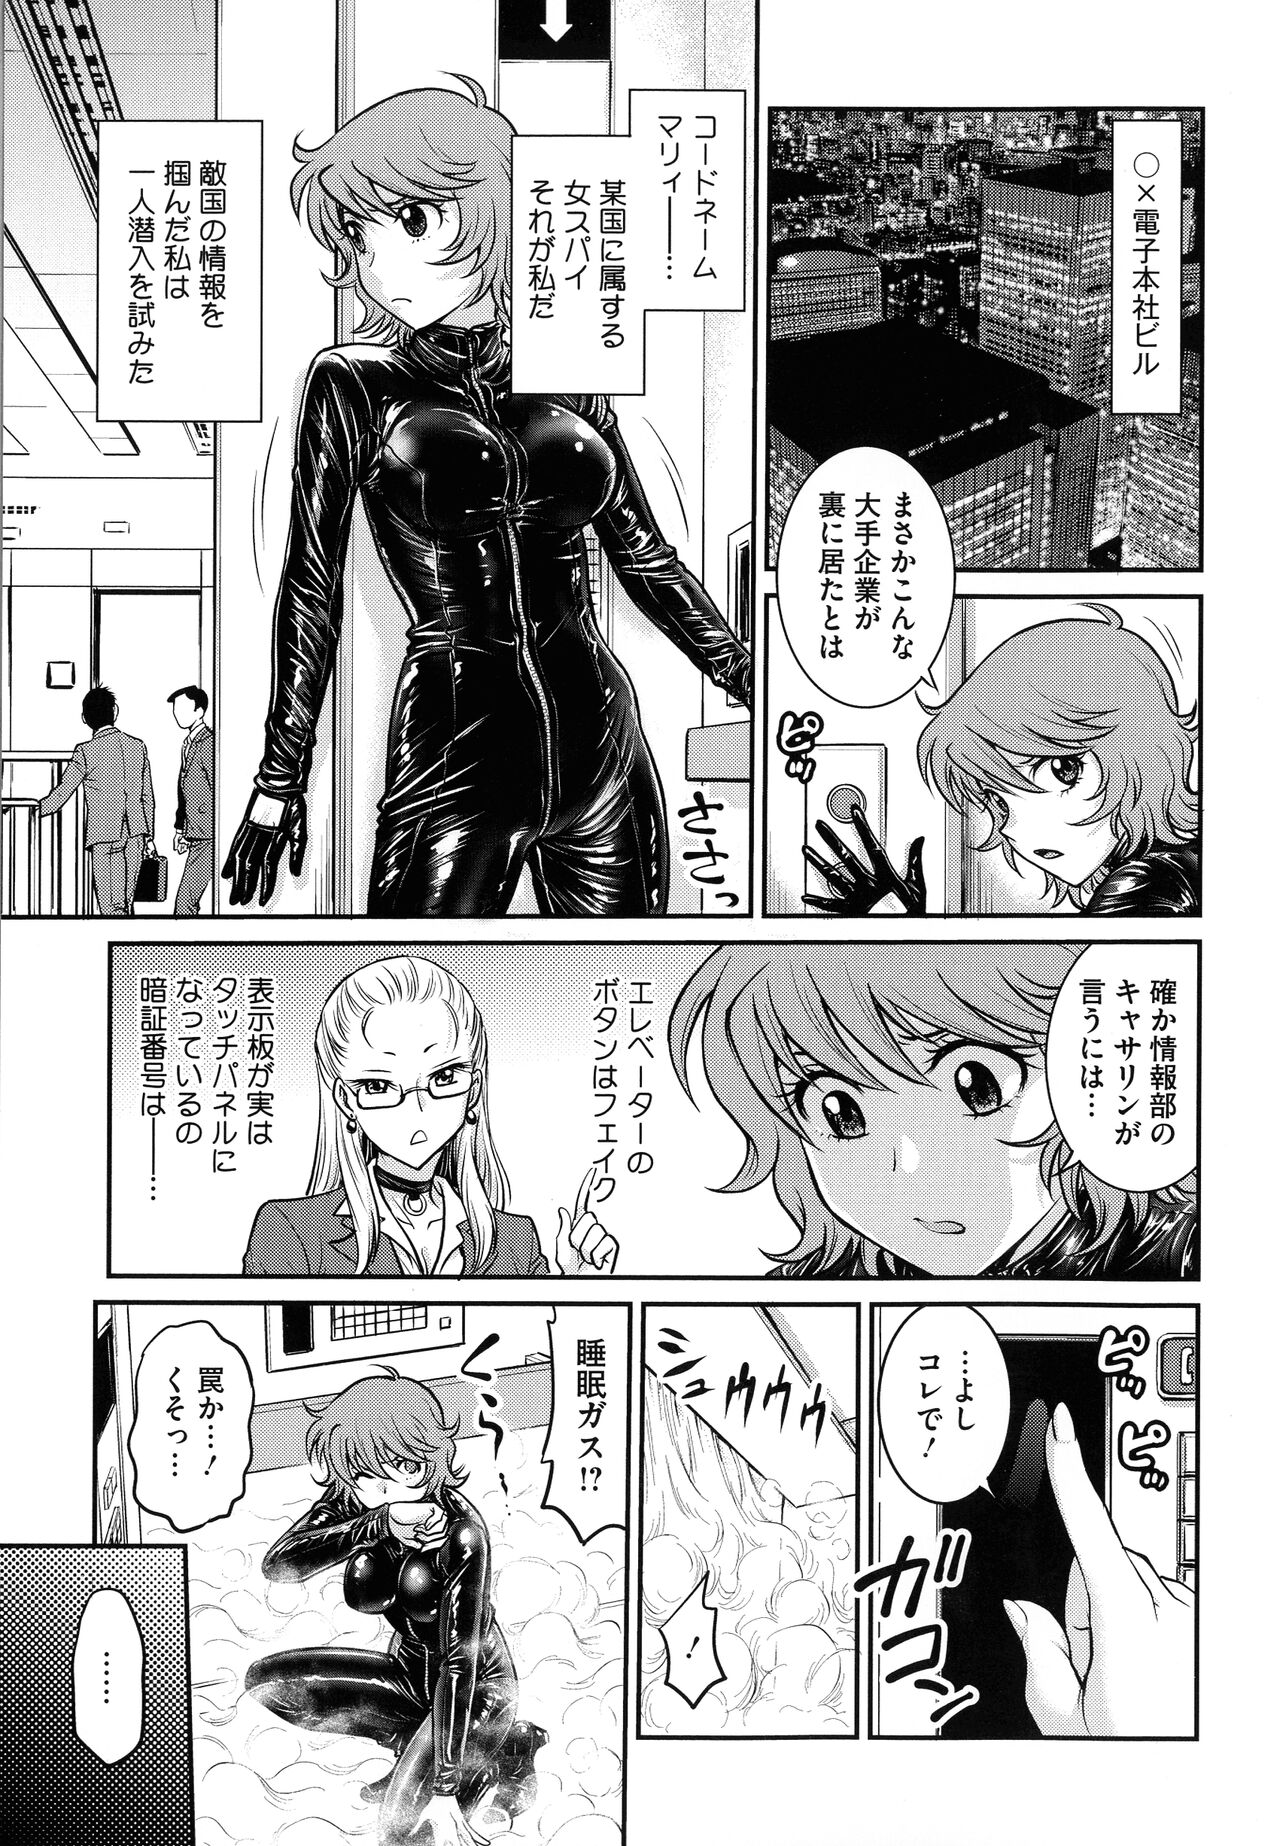 ○×電子本社ビル
まさかこんな
大手企業が
裏に居たとは
ピピッ
コードネーム
マリィ――…
某国に属する
女スパイ
それが私だ
敵国の情報を
掴んだ私は
一人潜入を試みた
ささっ
確か情報部の
キャサリンが
言うには…
エレベーターの
ボタンはフェイク
表示板が実は
タッチパネルに
なっているの
暗証番号は――…
ピッ
ピピッ
…よし
コレで!
ガコン
シュウウウ
!
睡眠ガス!?
くらっ…
罠か…!
くそっ…
……